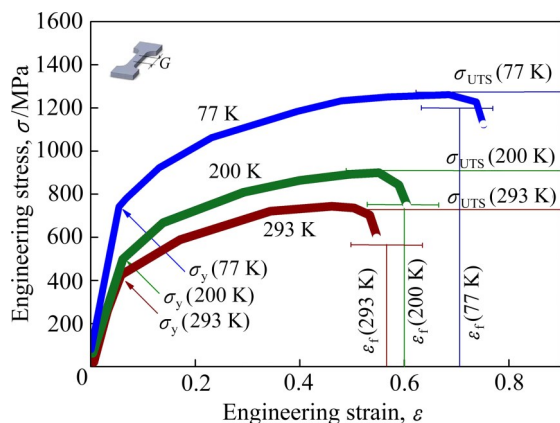 1600
1400
1200
1000
800
600
400
200
0
0.2
0.4
0.6
0.8
Engineering stress, σ/MPa
Engineering strain, ε
G
77 K
200 K
293 K
σy(77 K)
σy(200 K)
σy(293 K)
σUTS(77 K)
σUTS(200 K)
σUTS(293 K)
εf(293 K)
εf(200 K)
εf(77 K)